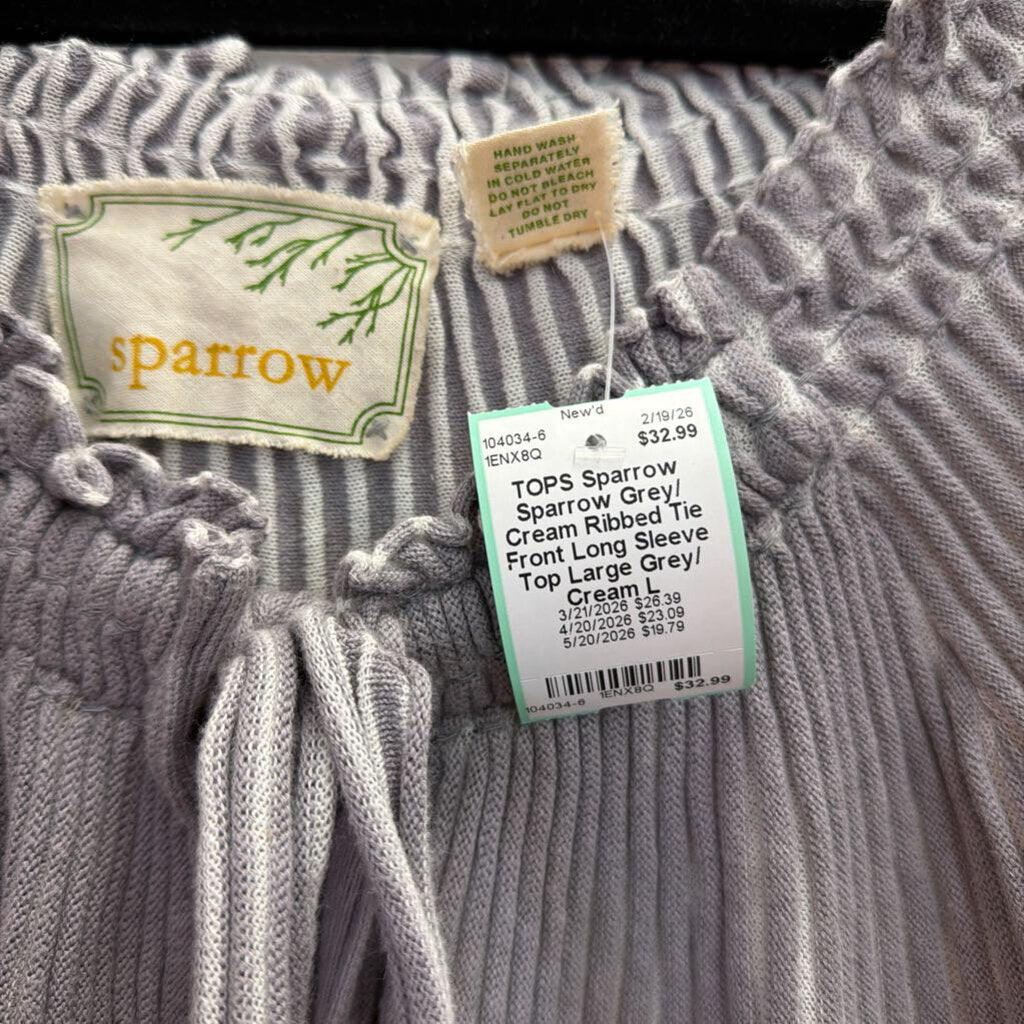 sparrow
HAND WASH
SEPARATELY
IN COLD WATER
DO NOT BLEACH
LAY FLAT TO DRY
DO NOT
TUMBLE DRY
New'd
104034-6 2/19/26
1ENX8Q $32.99
TOPS Sparrow
Sparrow Grey/
Cream Ribbed Tie
Front Long Sleeve
Top Large Grey/
Cream L
3/21/2026 $26.39
4/20/2026 $23.09
5/20/2026 $19.79
104034-6 1ENX8Q $32.99